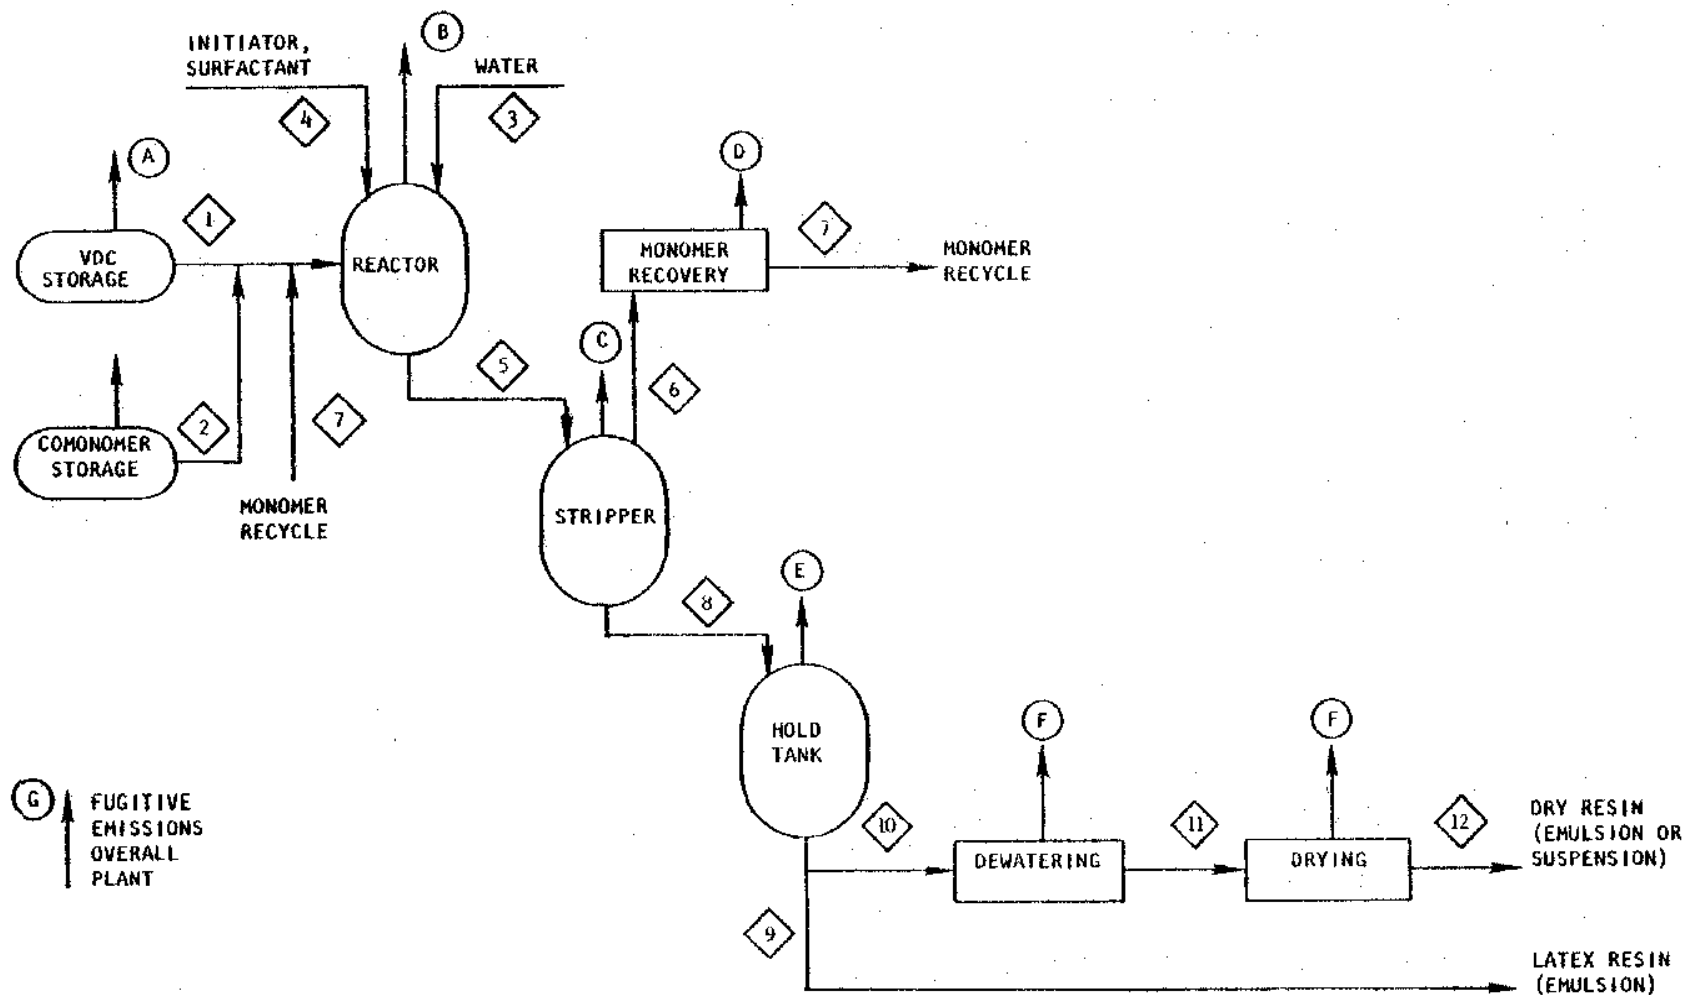 B
INITIATOR,
SURFACTANT
WATER
4
3
A
D
1
7
VDC
STORAGE
REACTOR
MONOMER
RECOVERY
MONOMER
RECYCLE
C
5
6
2
7
COMONOMER
STORAGE
MONOMER
RECYCLE
STRIPPER
E
8
HOLD
TANK
F
F
G
FUGITIVE
EMISSIONS
OVERALL
PLANT
10
11
12
DEWATERING
DRYING
DRY RESIN
(EMULSION OR
SUSPENSION)
9
LATEX RESIN
(EMULSION)